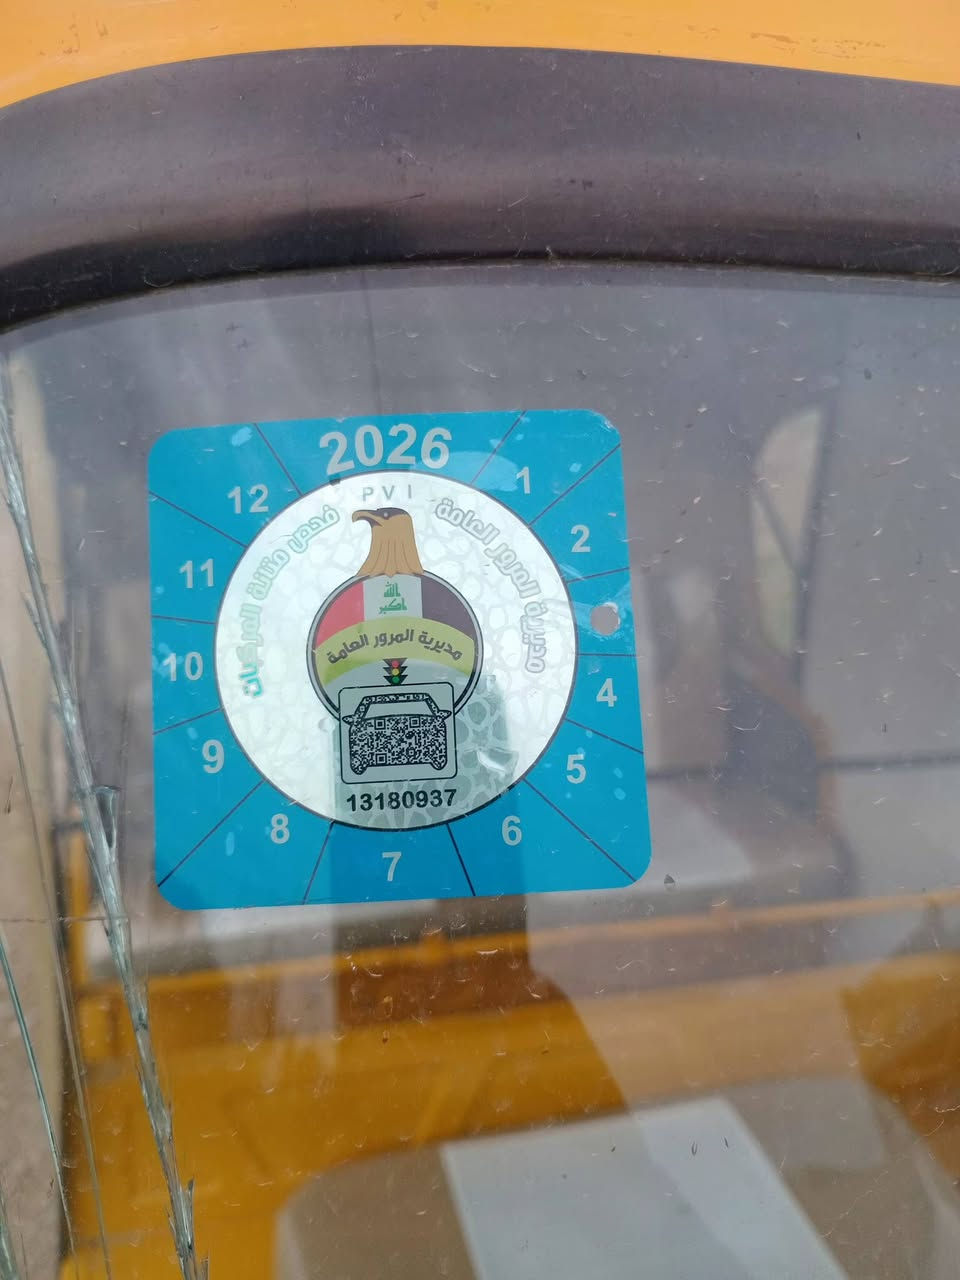 2026
12
1
11
2
10
4
9
5
8
6
7
PVI
فحص متانة المركبات
مديرية المرور العامة
الله
أكبر
مديرية المرور العامة
13180937